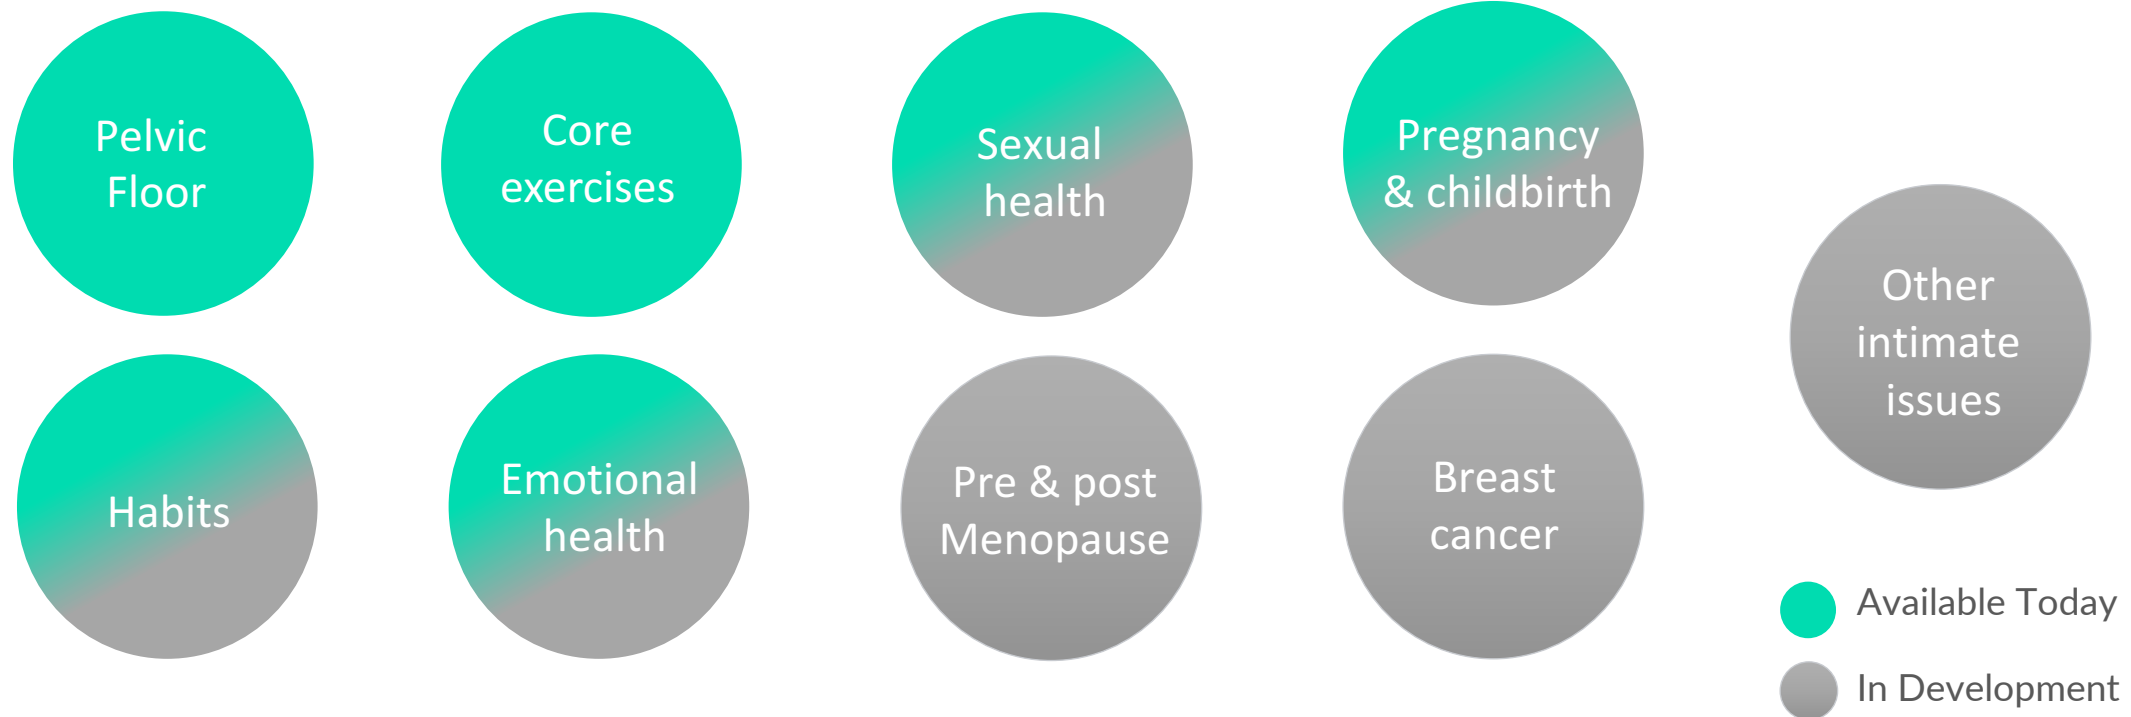 Pelvic
Floor
Core
exercises
Sexual
health
Pregnancy
& childbirth
Other
intimate
issues
Habits
Emotional
health
Pre & post
Menopause
Breast
cancer
Available Today
In Development